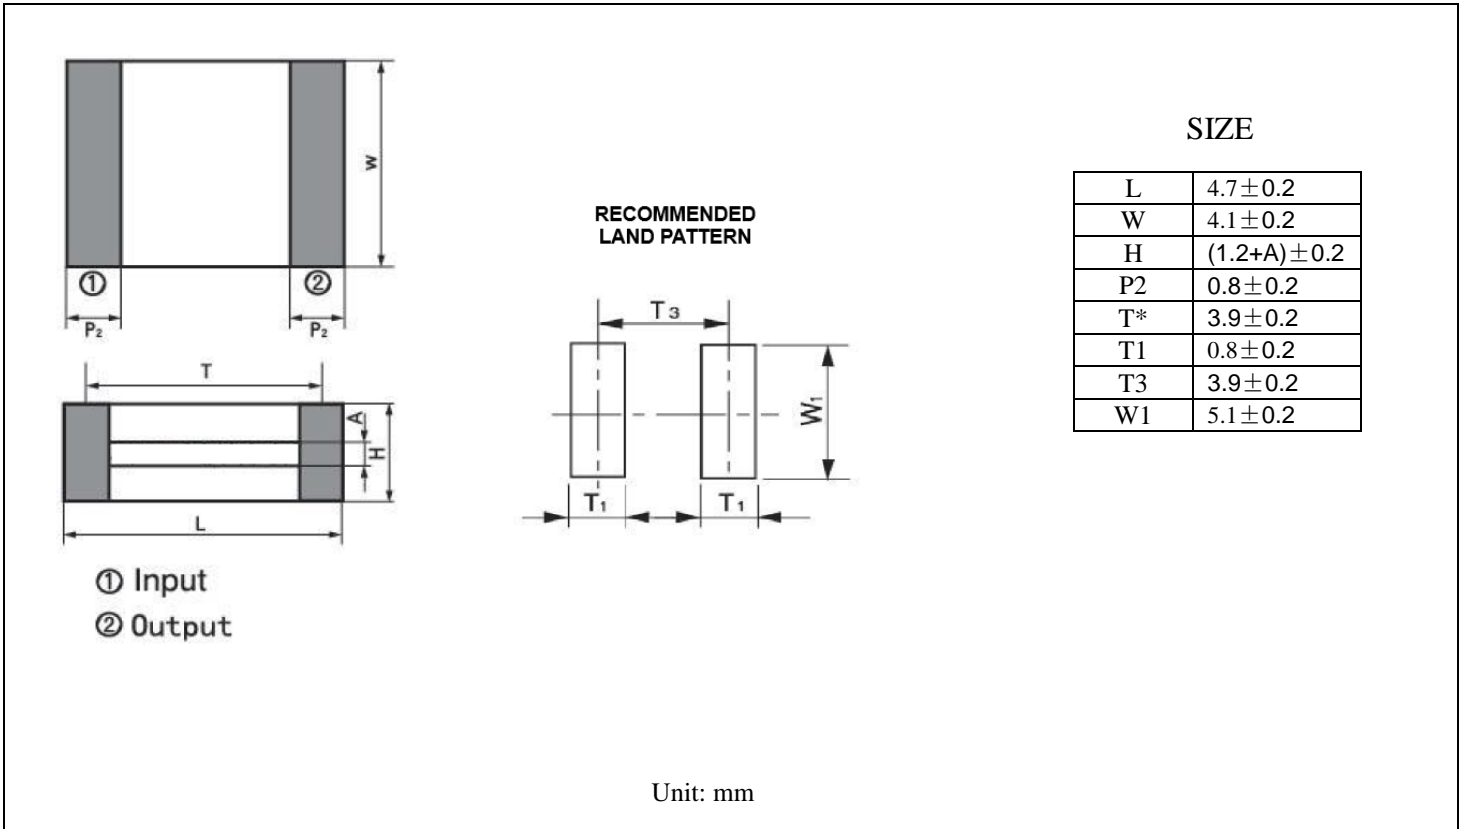 w
① ②
P₂ P₂
T
A
H
L
① Input
② Output
RECOMMENDED
LAND PATTERN
T₃
W₁
T₁ T₁
SIZE
L 4.7±0.2
W 4.1±0.2
H (1.2+A)±0.2
P2 0.8±0.2
T* 3.9±0.2
T1 0.8±0.2
T3 3.9±0.2
W1 5.1±0.2
Unit: mm